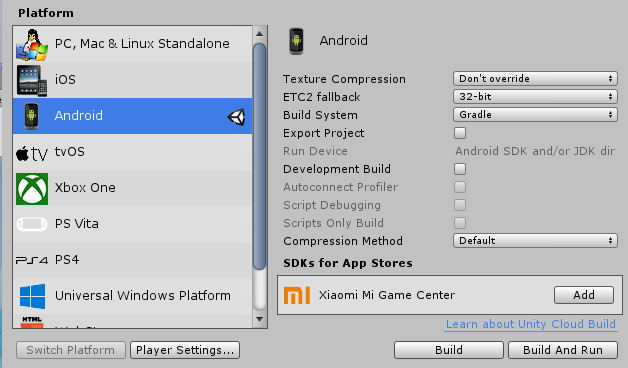 Platform
PC, Mac & Linux Standalone
iOS
Android
tvOS
Xbox One
PS Vita
PS4
Universal Windows Platform
HTML
Switch Platform
Player Settings...
Android
Texture Compression Don't override
ETC2 fallback 32-bit
Build System Gradle
Export Project
Run Device Android SDK and/or JDK dir
Development Build
Autoconnect Profiler
Script Debugging
Scripts Only Build
Compression Method Default
SDKs for App Stores
Xiaomi Mi Game Center Add
Learn about Unity Cloud Build
Build
Build And Run